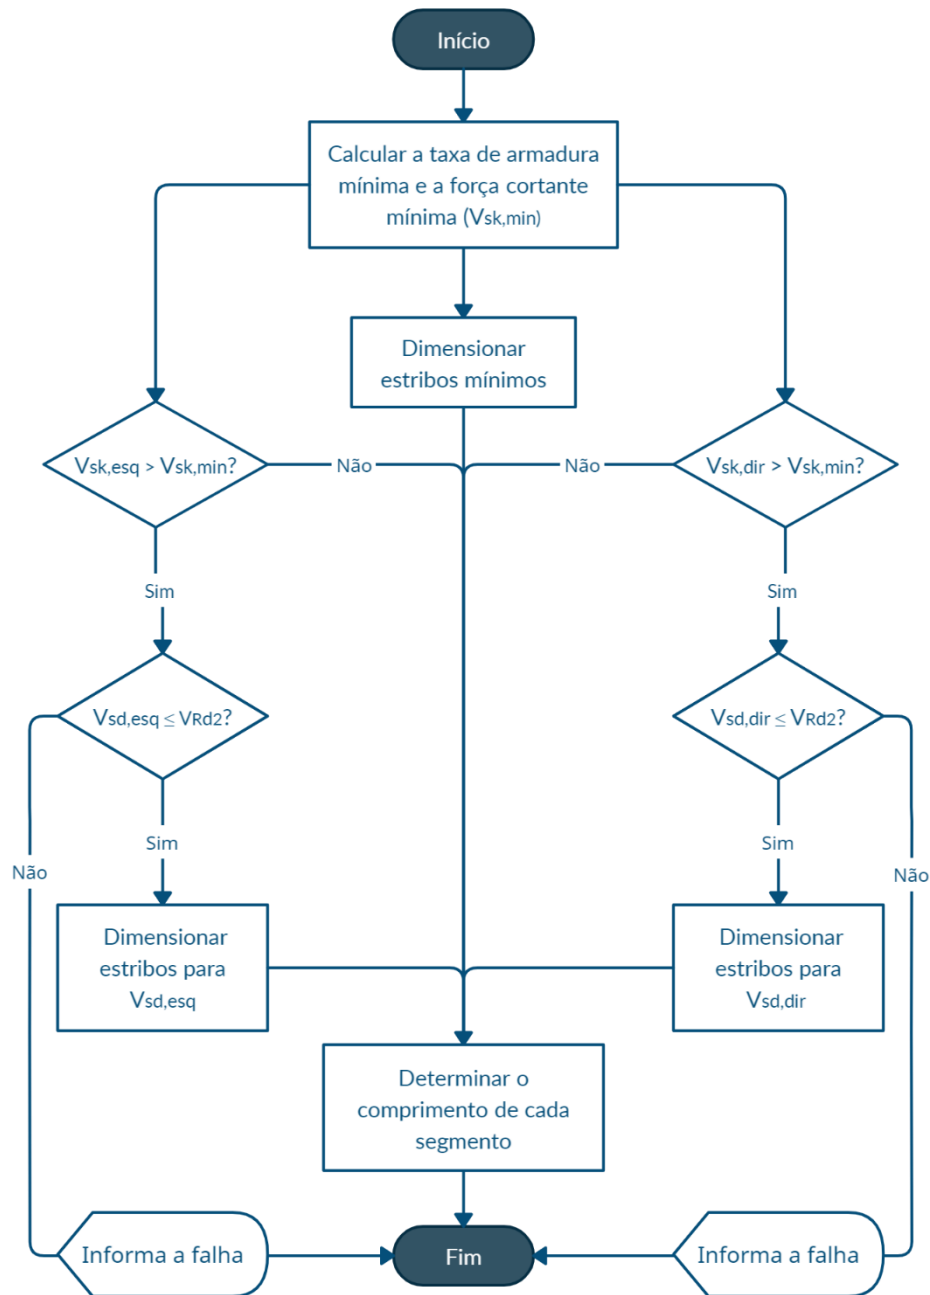 Início
Calcular a taxa de armadura
mínima e a força cortante
mínima (Vsk,min)
Dimensionar
estribos mínimos
Vsk,esq > Vsk,min?
Não
Não
Vsk,dir > Vsk,min?
Sim
Sim
Vsd,esq ≤ VRd2?
Vsd,dir ≤ VRd2?
Sim
Sim
Não
Não
Dimensionar
estribos para
Vsd,esq
Dimensionar
estribos para
Vsd,dir
Determinar o
comprimento de cada
segmento
Informa a falha
Fim
Informa a falha